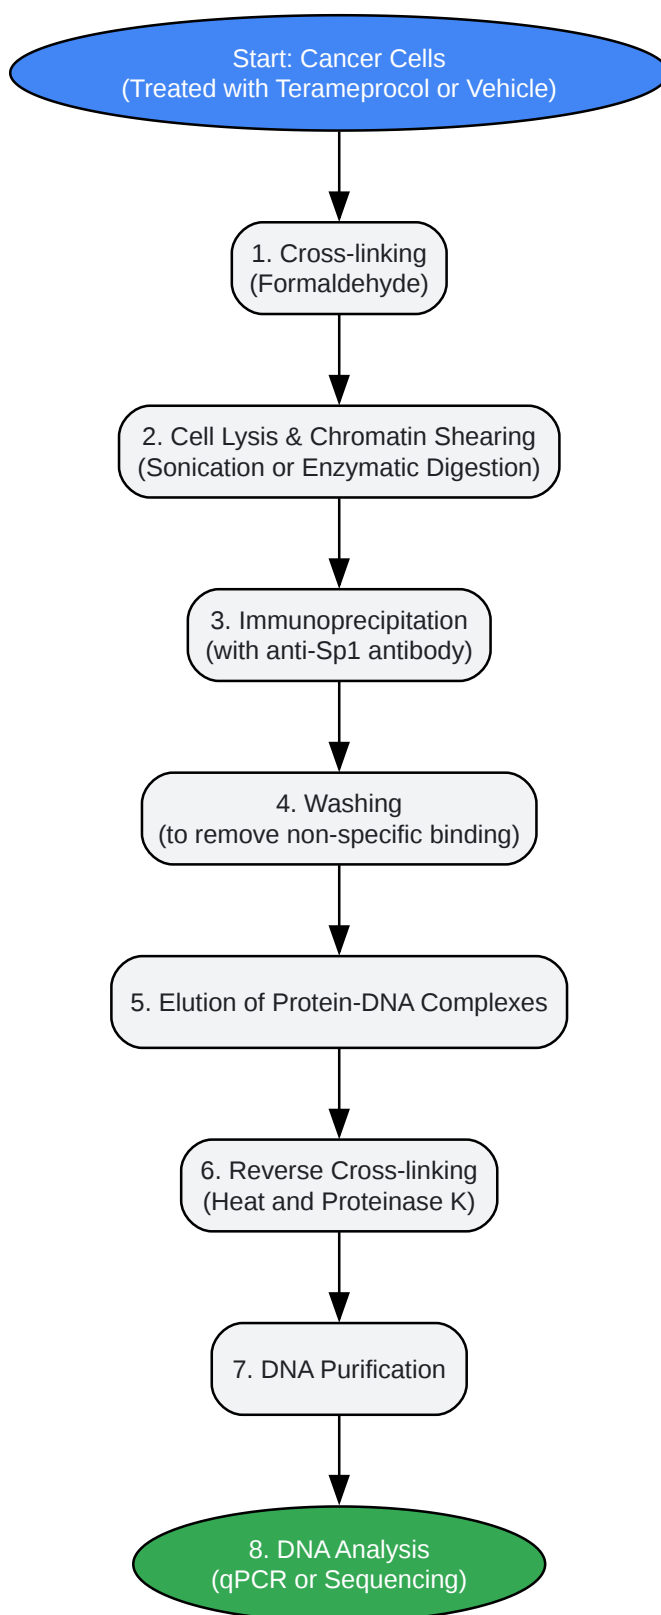 Start: Cancer Cells
(Treated with Terameprocol or Vehicle)
1. Cross-linking
(Formaldehyde)
2. Cell Lysis & Chromatin Shearing
(Sonication or Enzymatic Digestion)
3. Immunoprecipitation
(with anti-Sp1 antibody)
4. Washing
(to remove non-specific binding)
5. Elution of Protein-DNA Complexes
6. Reverse Cross-linking
(Heat and Proteinase K)
7. DNA Purification
8. DNA Analysis
(qPCR or Sequencing)